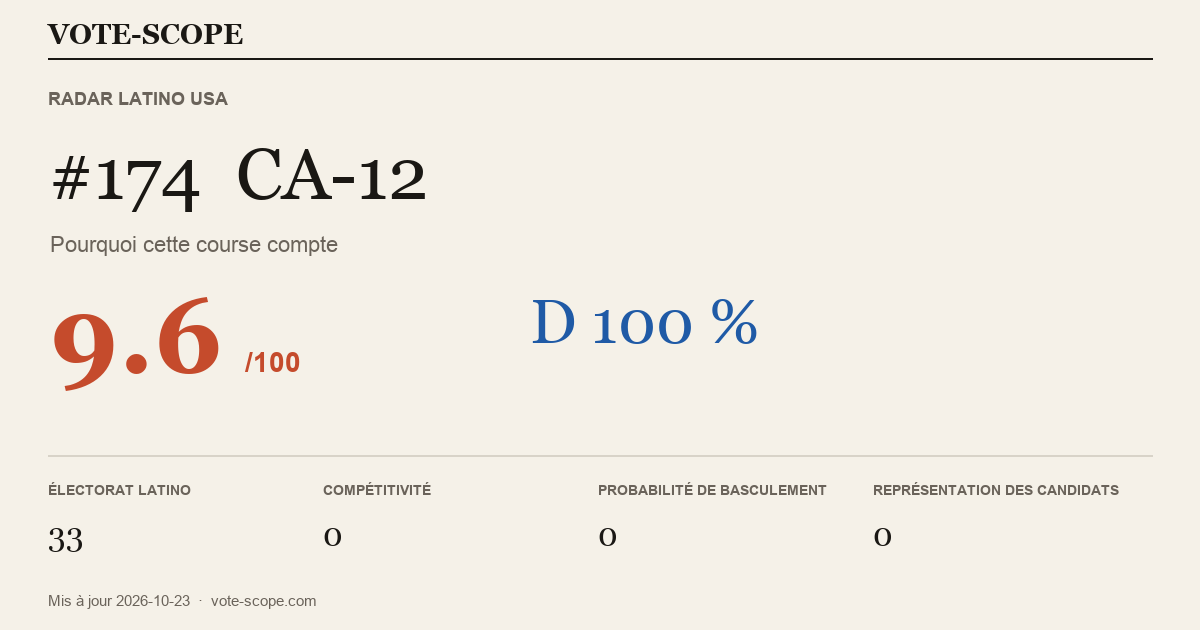 VOTE-SCOPE
RADAR LATINO USA
#174 CA-12
Pourquoi cette course compte
9.6 /100
D 100 %
ÉLECTORAT LATINO
COMPÉTITIVITÉ
PROBABILITÉ DE BASCULEMENT
REPRÉSENTATION DES CANDIDATS
33
0
0
0
Mis à jour 2026-10-23 · vote-scope.com